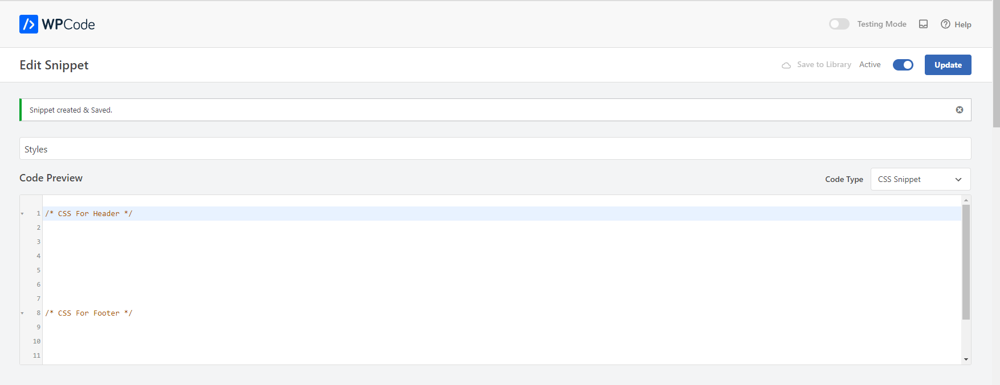 WPCode
Testing Mode
Help
Edit Snippet
Save to Library
Active
Update
Snippet created & Saved.
Styles
Code Preview
Code Type
CSS Snippet
1 /* CSS For Header */
2
3
4
5
6
7
8 /* CSS For Footer */
9
10
11